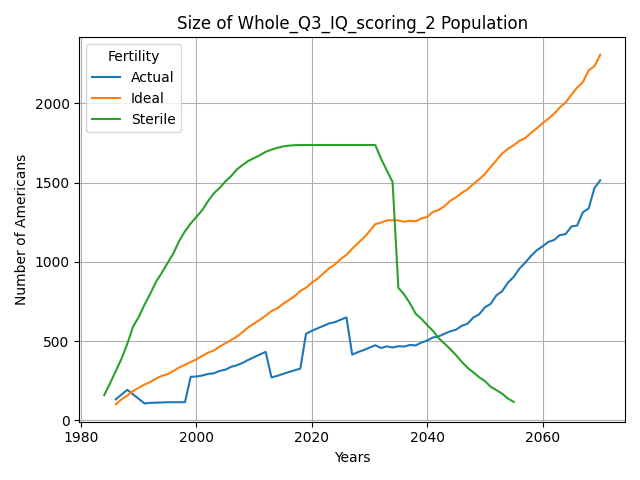 Size of Whole_Q3_IQ_scoring_2 Population
Fertility
Actual
Ideal
Sterile
Number of Americans
2000
1500
1000
500
0
1980
2000
2020
2040
2060
Years